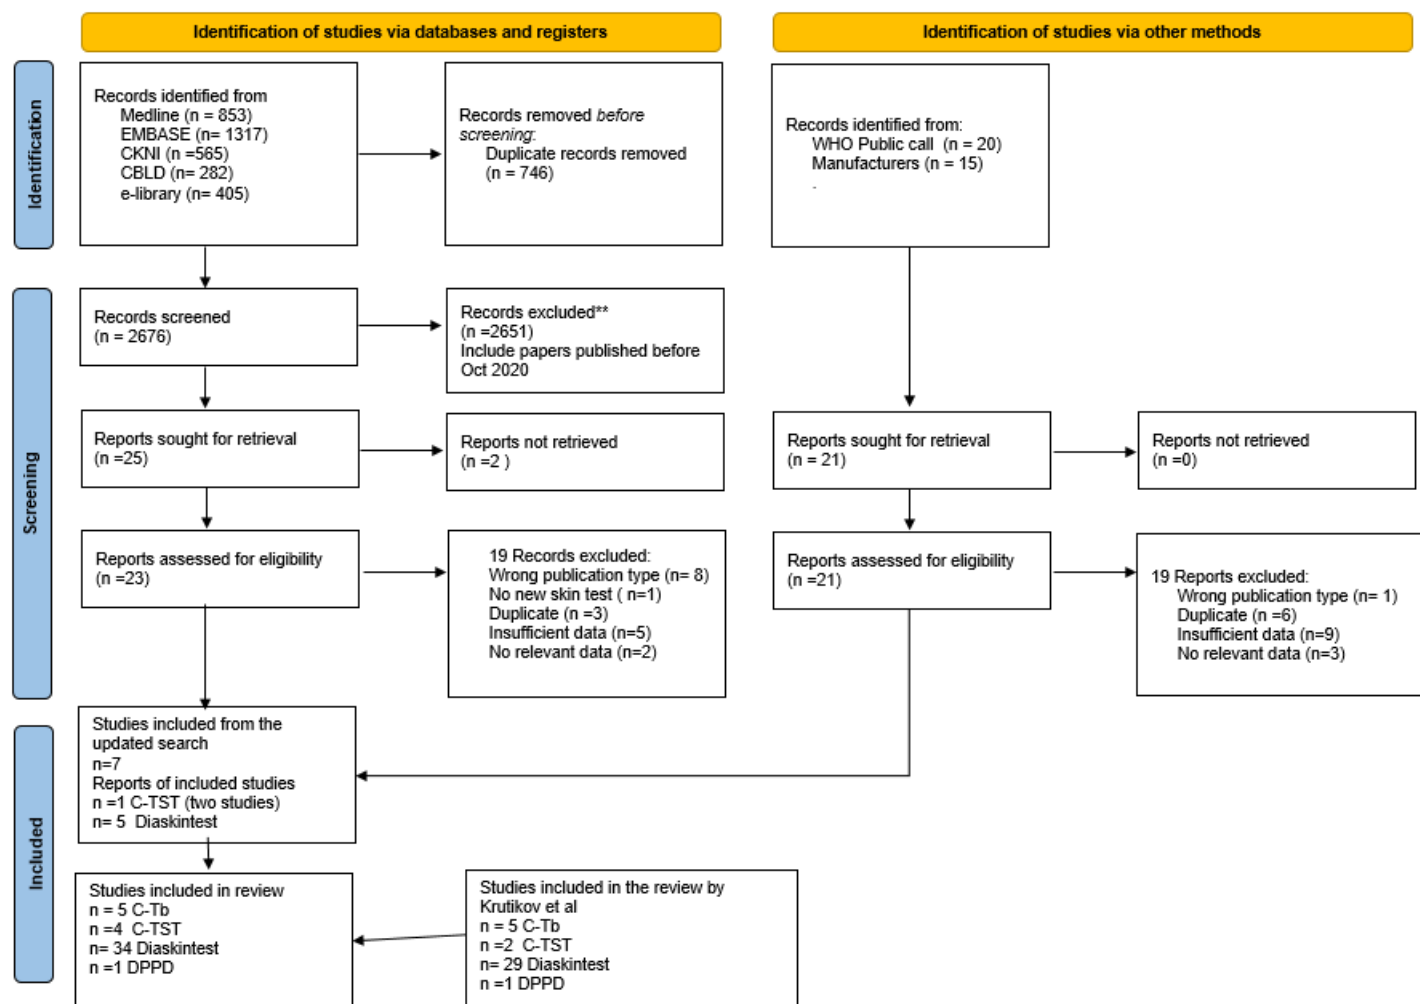 Identification of studies via databases and registers
Identification of studies via other methods
Identification
Records identified from
Medline (n = 853)
EMBASE (n= 1317)
CKNI (n =565)
CBLD (n= 282)
e-library (n= 405)
Records removed before
screening:
Duplicate records removed
(n = 746)
Records identified from:
WHO Public call (n = 20)
Manufacturers (n = 15)
.
Screening
Records screened
(n = 2676)
Records excluded**
(n =2651)
Include papers published before
Oct 2020
Reports sought for retrieval
(n =25)
Reports not retrieved
(n =2 )
Reports sought for retrieval
(n = 21)
Reports not retrieved
(n =0)
Reports assessed for eligibility
(n =23)
19 Records excluded:
Wrong publication type (n= 8)
No new skin test ( n=1)
Duplicate (n =3)
Insufficient data (n=5)
No relevant data (n=2)
Reports assessed for eligibility
(n =21)
19 Reports excluded:
Wrong publication type (n= 1)
Duplicate (n =6)
Insufficient data (n=9)
No relevant data (n=3)
Included
Studies included from the
updated search
n=7
Reports of included studies
n =1 C-TST (two studies)
n= 5 Diaskintest
Studies included in review
n = 5 C-Tb
n =4 C-TST
n= 34 Diaskintest
n =1 DPPD
Studies included in the review by
Krutikov et al
n = 5 C-Tb
n =2 C-TST
n= 29 Diaskintest
n =1 DPPD